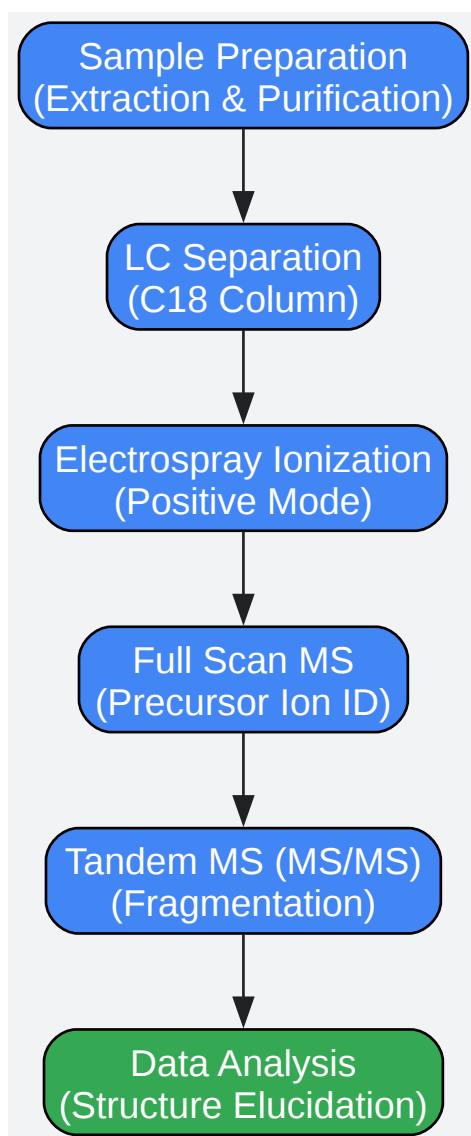 Sample Preparation
(Extraction & Purification)
LC Separation
(C18 Column)
Electrospray Ionization
(Positive Mode)
Full Scan MS
(Precursor Ion ID)
Tandem MS (MS/MS)
(Fragmentation)
Data Analysis
(Structure Elucidation)